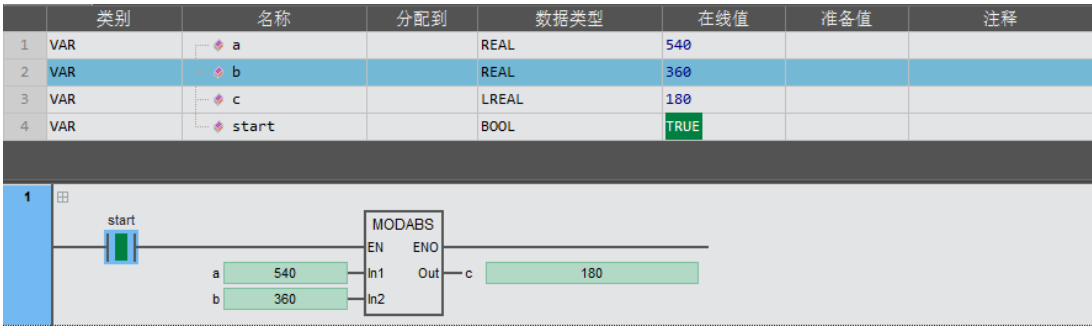 类别 名称 分配到 数据类型 在线值 准备值 注释
1 VAR a REAL 540
2 VAR b REAL 360
3 VAR c LREAL 180
4 VAR start BOOL TRUE
1
start
MODABS
EN ENO
a 540 In1 Out c 180
b 360 In2